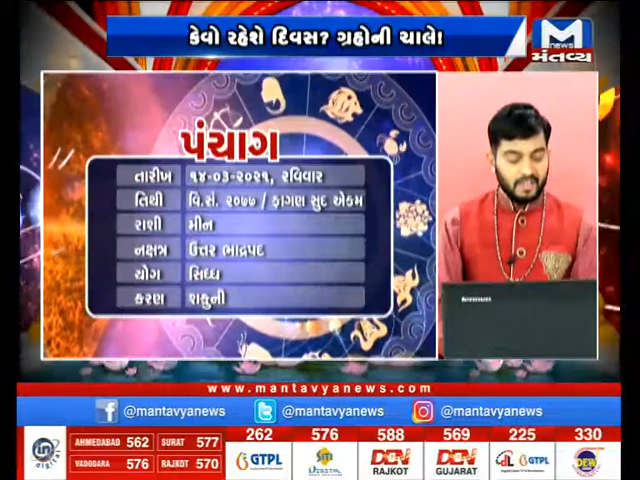 કેવો રહેશે દિવસ? ગ્રહોની ચાલે!
M News મંતવ્ય
પંચાગ
તારીખ ૧૪-૦૩-૨૦૨૧, રવિવાર
તિથી વિ.સં. ૨૦૭૭ / ફાગણ સુદ એકમ
રાશી મીન
નક્ષત્ર ઉત્તર ભાદ્રપદ
યોગ સિધ્ધ
કરણ શકુની
www.mantavyanews.com
@mantavyanews @mantavyanews @mantavyanews
in digital AHMEDABAD 562 SURAT 577
VADODARA 576 RAJKOT 570
262 576 588 569 225 330
GTPL DEN RAJKOT DEN GUJARAT GTPL DEN